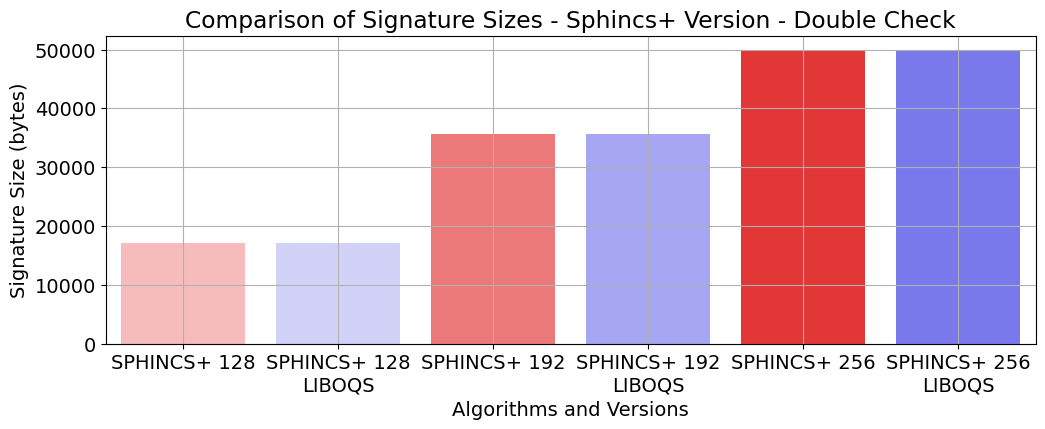 Comparison of Signature Sizes - Sphincs+ Version - Double Check
Signature Size (bytes)
50000
40000
30000
20000
10000
0
SPHINCS+ 128
SPHINCS+ 128
LIBOQS
SPHINCS+ 192
SPHINCS+ 192
LIBOQS
SPHINCS+ 256
SPHINCS+ 256
LIBOQS
Algorithms and Versions